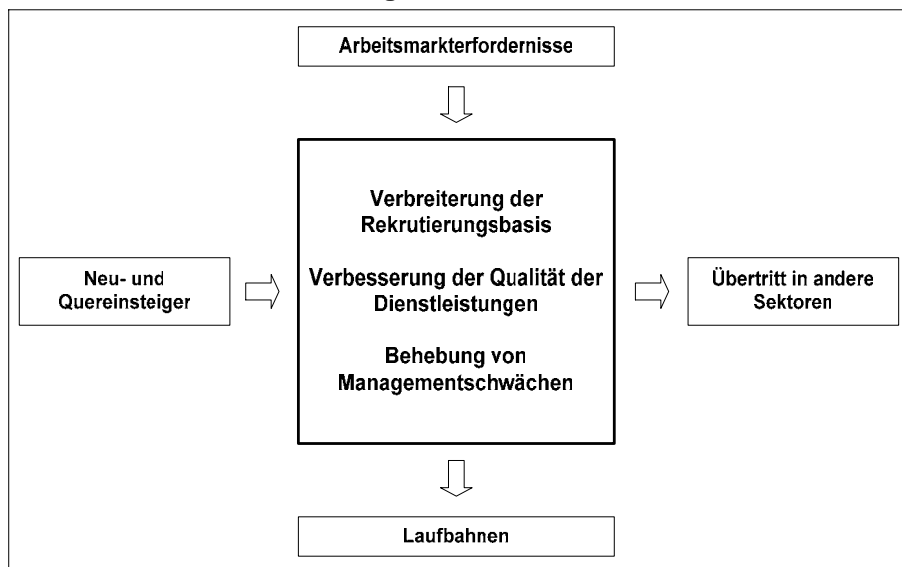 Arbeitsmarkterfordernisse
Verbreiterung der
Rekrutierungsbasis
Neu- und
Quereinsteiger
Verbesserung der Qualität der
Dienstleistungen
Übertritt in andere
Sektoren
Behebung von
Managementschwächen
Laufbahnen